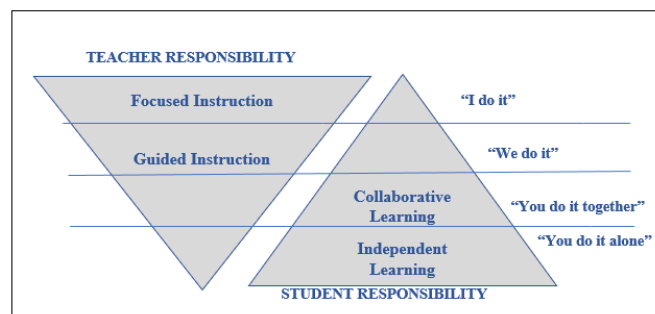 TEACHER RESPONSIBILITY
Focused Instruction
“I do it”
Guided Instruction
“We do it”
Collaborative
Learning
“You do it together”
Independent
Learning
“You do it alone”
STUDENT RESPONSIBILITY